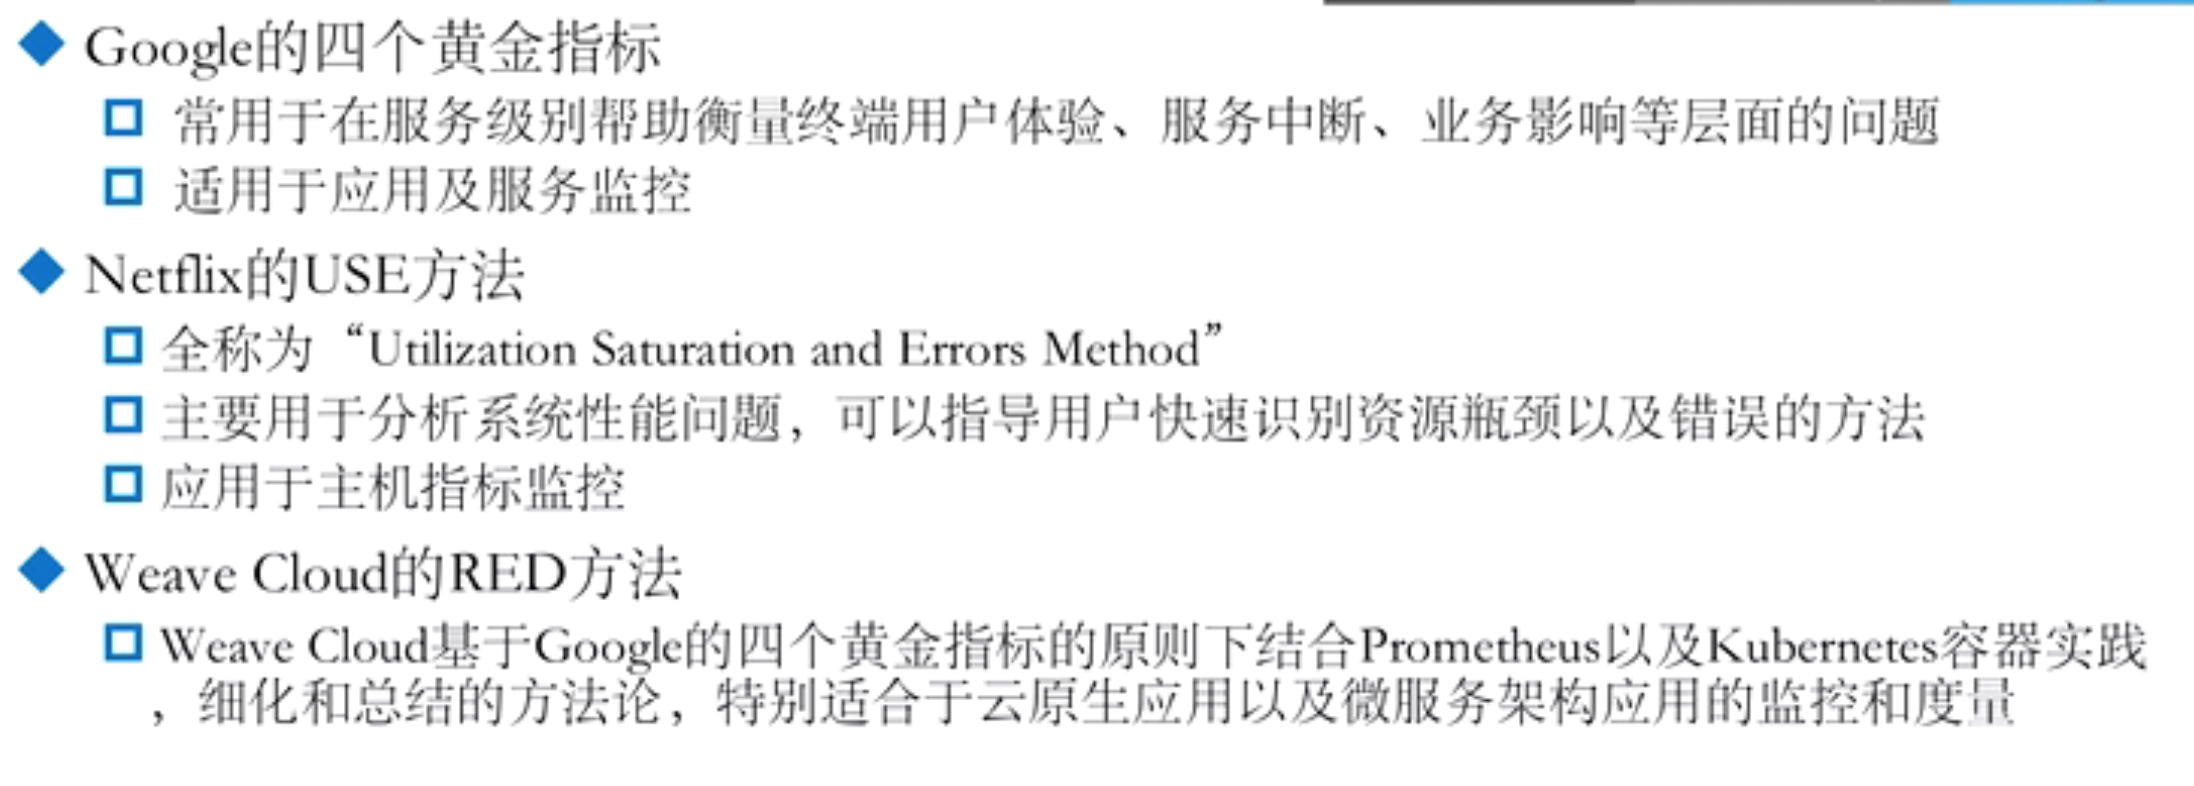 Google的四个黄金指标
常用于在服务级别帮助衡量终端用户体验、服务中断、业务影响等层面的问题
适用于应用及服务监控
Netflix的USE方法
全称为“Utilization Saturation and Errors Method”
主要用于分析系统性能问题，可以指导用户快速识别资源瓶颈以及错误的方法
应用于主机指标监控
Weave Cloud的RED方法
Weave Cloud基于Google的四个黄金指标的原则下结合Prometheus以及Kubernetes容器实践
，细化和总结的方法论，特别适合于云原生应用以及微服务架构应用的监控和度量